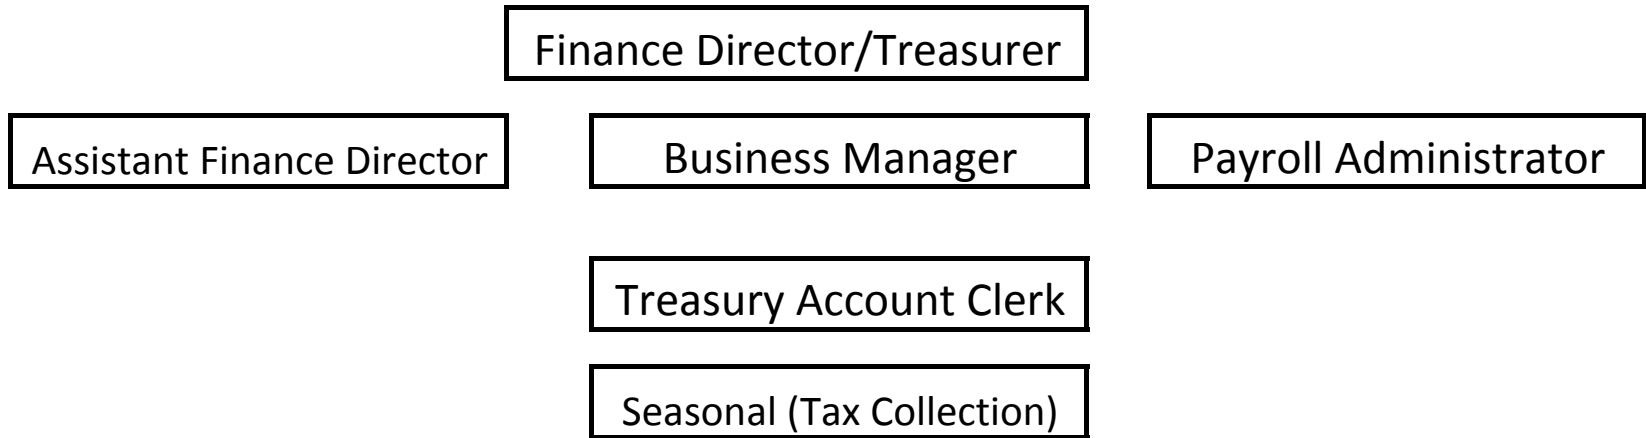 Finance Director/Treasurer
Assistant Finance Director
Business Manager
Payroll Administrator
Treasury Account Clerk
Seasonal (Tax Collection)